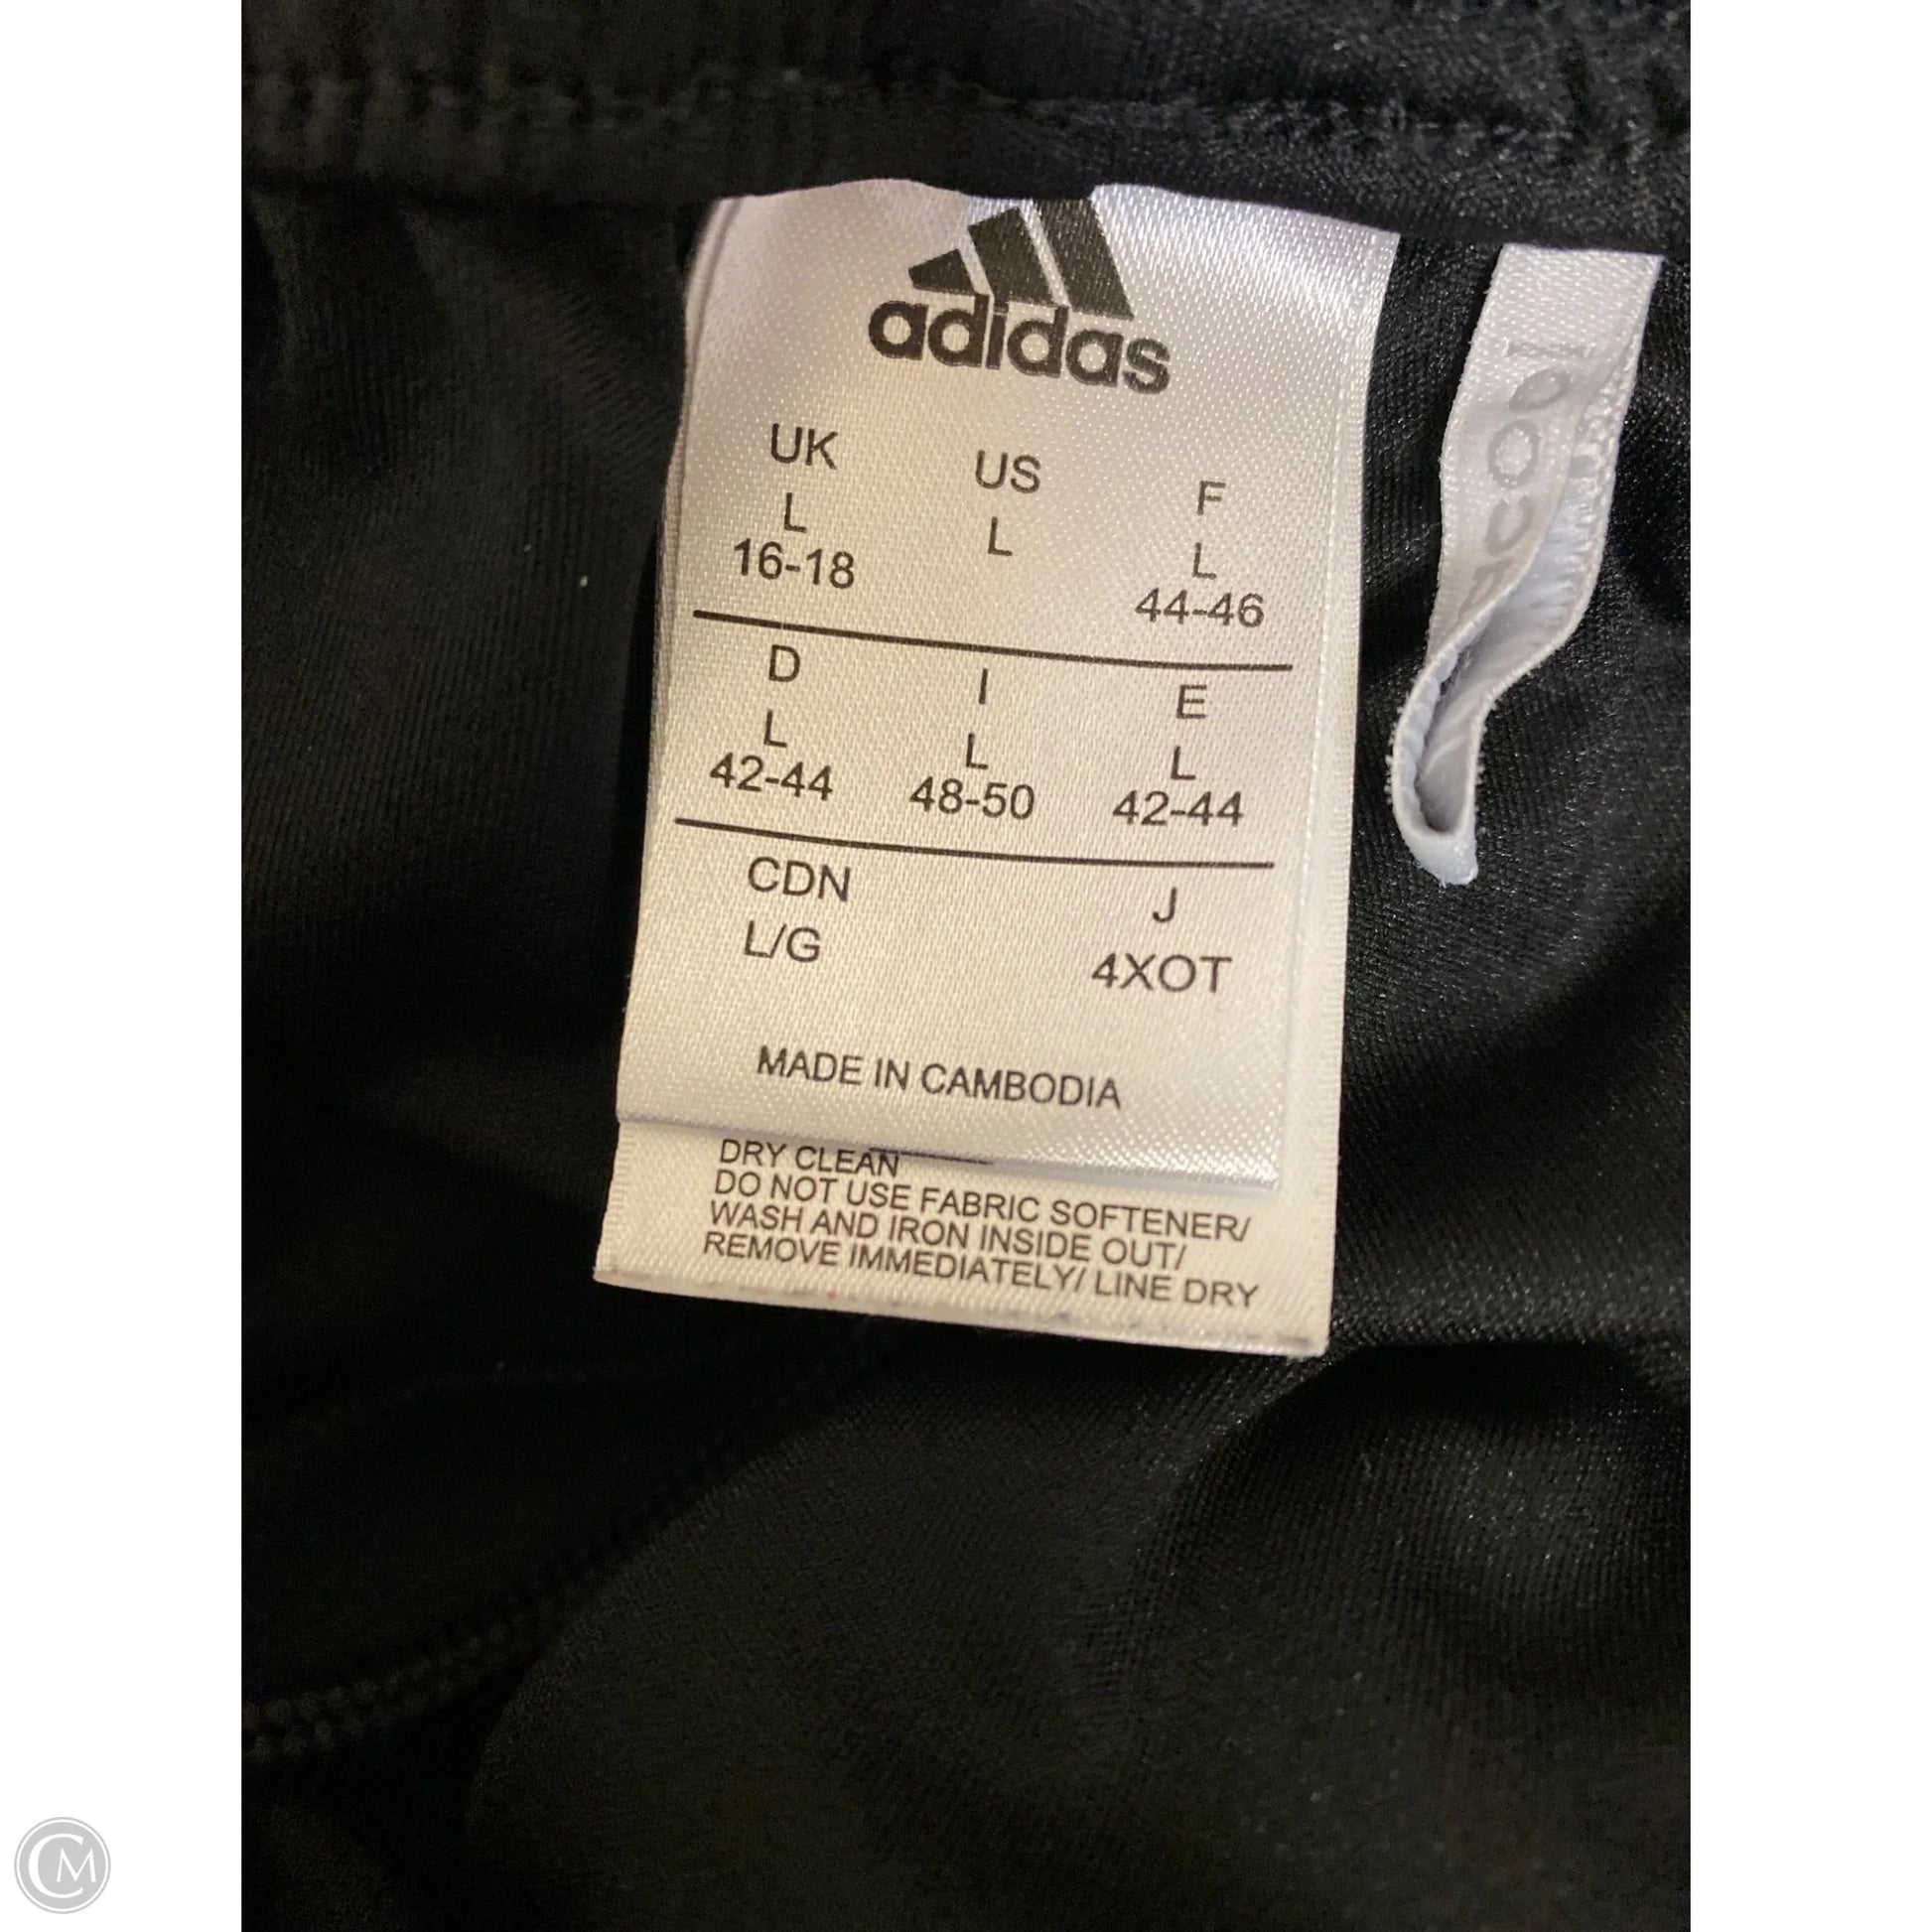 adidas
UK US F
L L L
16-18 44-46
D I E
L L L
42-44 48-50 42-44
CDN J
L/G 4XOT
MADE IN CAMBODIA
DRY CLEAN
DO NOT USE FABRIC SOFTENER/
WASH AND IRON INSIDE OUT/
REMOVE IMMEDIATELY/ LINE DRY
CM